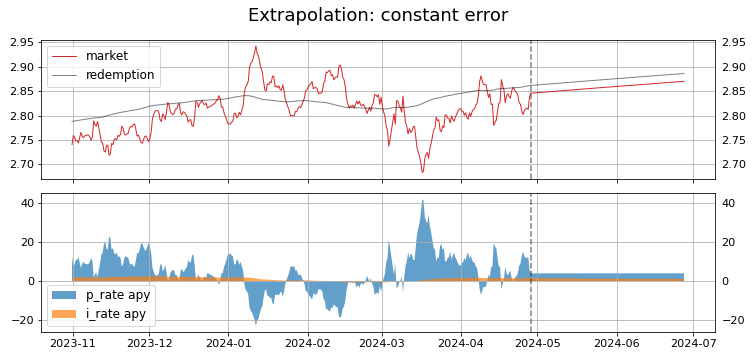 Extrapolation: constant error
2.95 2.95
market
2.90 2.90
redemption
2.85 2.85
2.80 2.80
2.75 2.75
2.70 2.70
40 40
20 20
0 0
p_rate apy
i_rate apy
−20 −20
2023-11 2023-12 2024-01 2024-02 2024-03 2024-04 2024-05 2024-06 2024-07